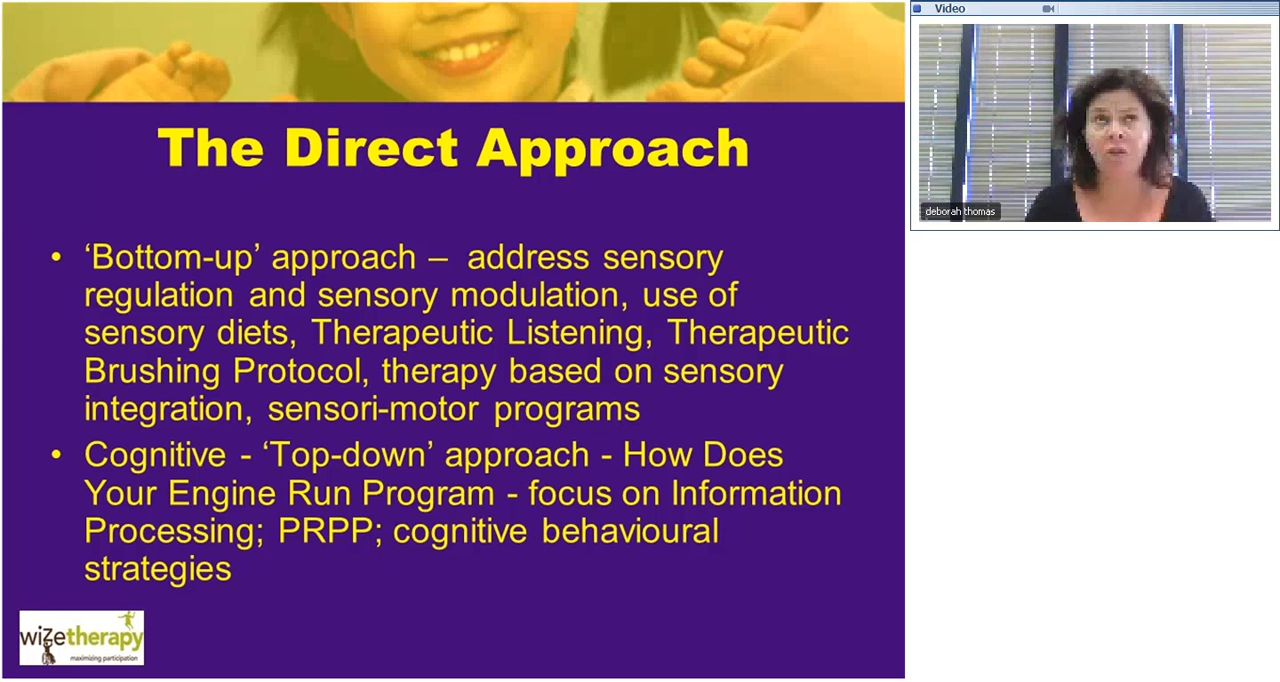 The Direct Approach
• ‘Bottom-up’ approach – address sensory
regulation and sensory modulation, use of
sensory diets, Therapeutic Listening, Therapeutic
Brushing Protocol, therapy based on sensory
integration, sensori-motor programs
• Cognitive - ‘Top-down’ approach - How Does
Your Engine Run Program - focus on Information
Processing; PRPP; cognitive behavioural
strategies
wizetherapy
maximizing participation
Video
deborah thomas